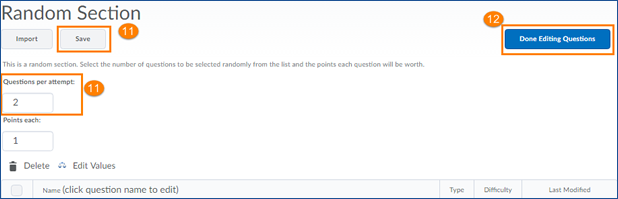 Random Section
Import Save 11 12 Done Editing Questions
This is a random section. Select the number of questions to be selected randomly from the list and the points each question will be worth.
Questions per attempt: 11
2
Points each:
1
Delete Edit Values
Name (click question name to edit) Type Difficulty Last Modified